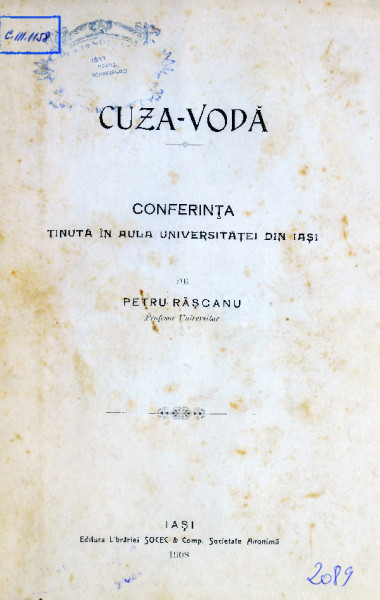 C.III.1158
CUZA-VODĂ
CONFERINȚA
ȚINUTĂ ÎN AULA UNIVERSITĂȚEI DIN IAȘI
DE
PETRU RĂȘCANU
Profesor Universitar
IAȘI
Editura Librăriei SOCEC & Comp. Societate Anonimă
1908
2089